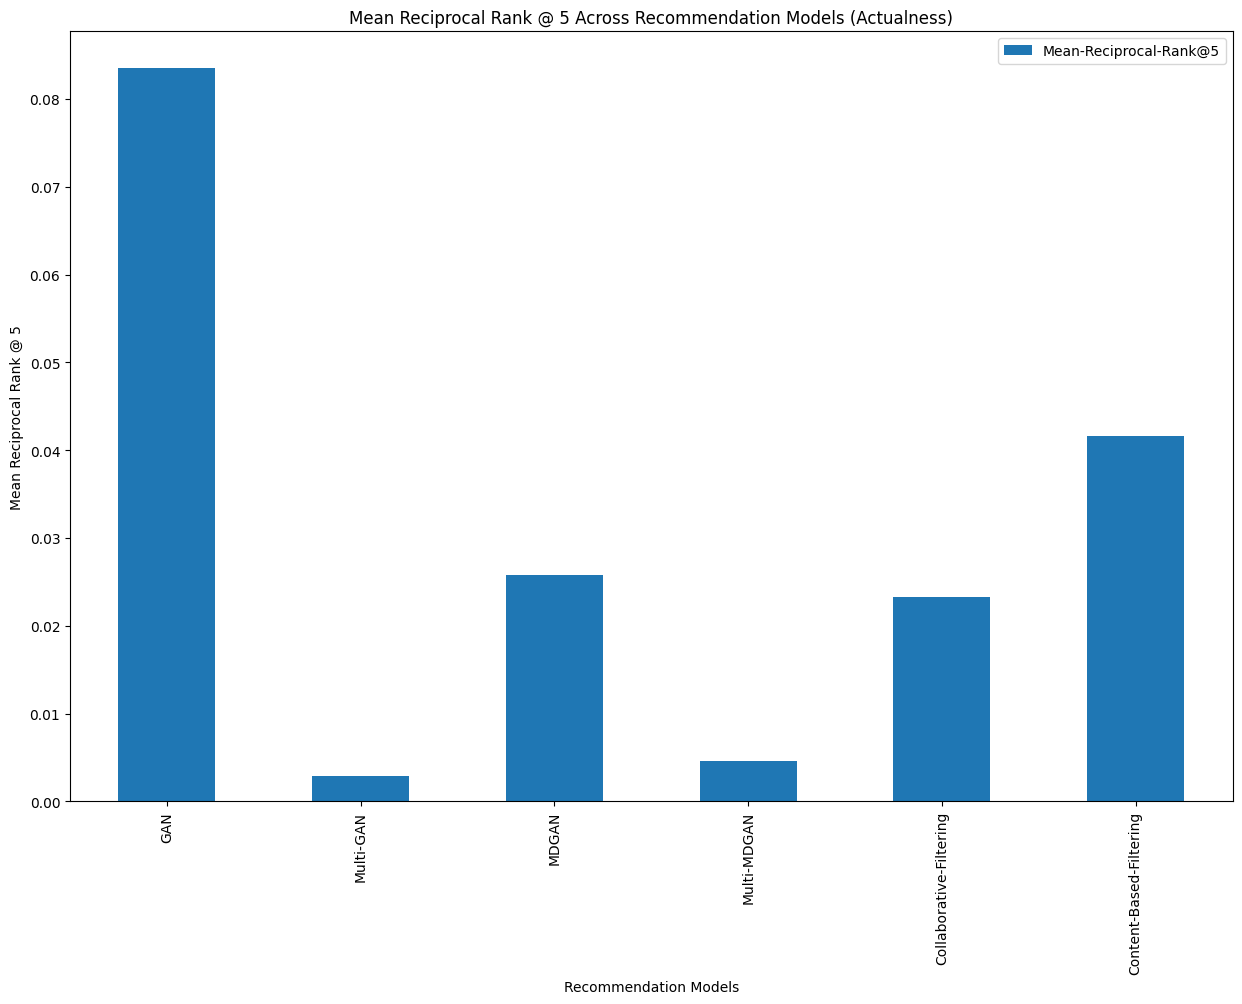 Mean Reciprocal Rank @ 5 Across Recommendation Models (Actualness)
Mean-Reciprocal-Rank@5
Mean Reciprocal Rank @ 5
0.08
0.07
0.06
0.05
0.04
0.03
0.02
0.01
0.00
GAN
Multi-GAN
MDGAN
Multi-MDGAN
Collaborative-Filtering
Content-Based-Filtering
Recommendation Models